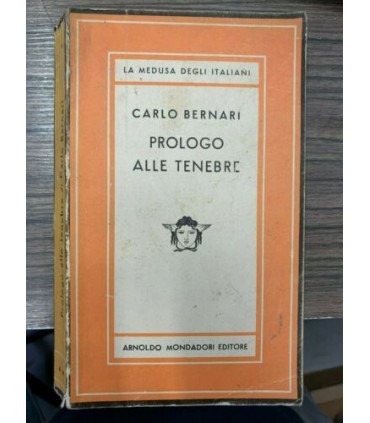 LA MEDUSA DEGLI ITALIANI
CARLO BERNARI
PROLOGO
ALLE TENEBRE
ARNOLDO MONDADORI EDITORE